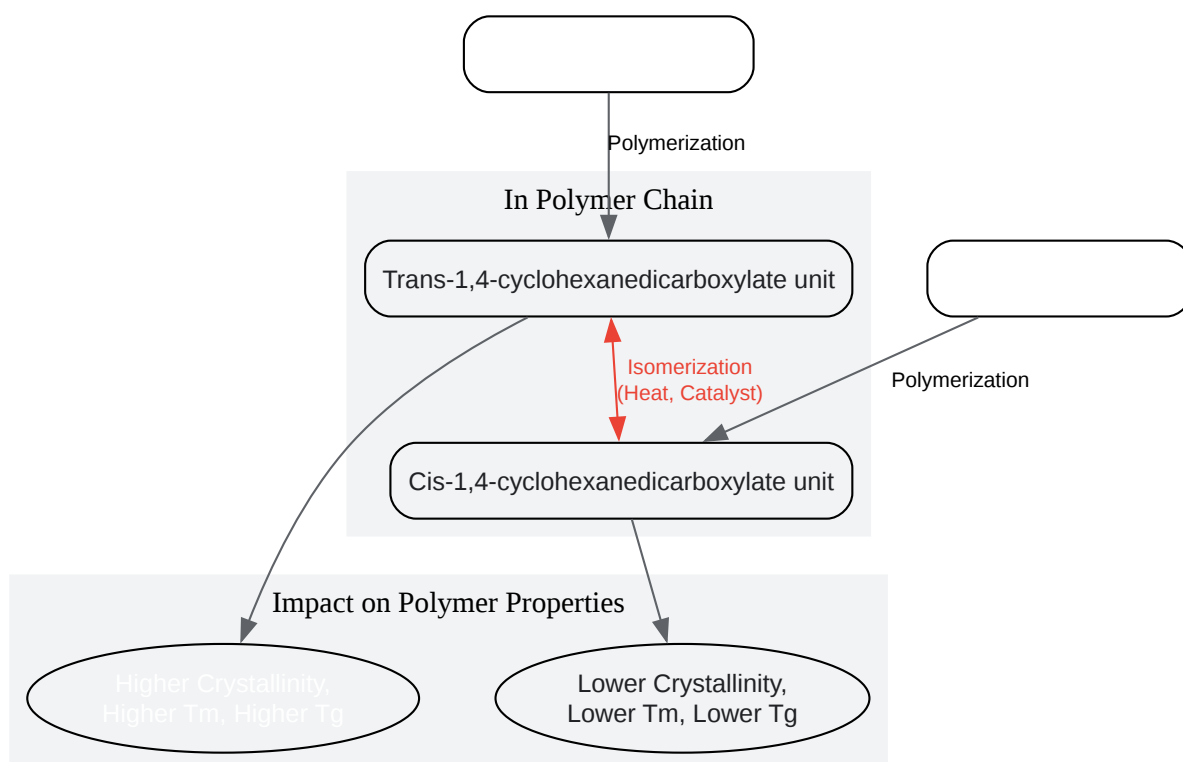 Polymerization
In Polymer Chain
Trans-1,4-cyclohexanedicarboxylate unit
Isomerization
(Heat, Catalyst)
Polymerization
Cis-1,4-cyclohexanedicarboxylate unit
Impact on Polymer Properties
Higher Crystallinity,
Higher Tm, Higher Tg
Lower Crystallinity,
Lower Tm, Lower Tg